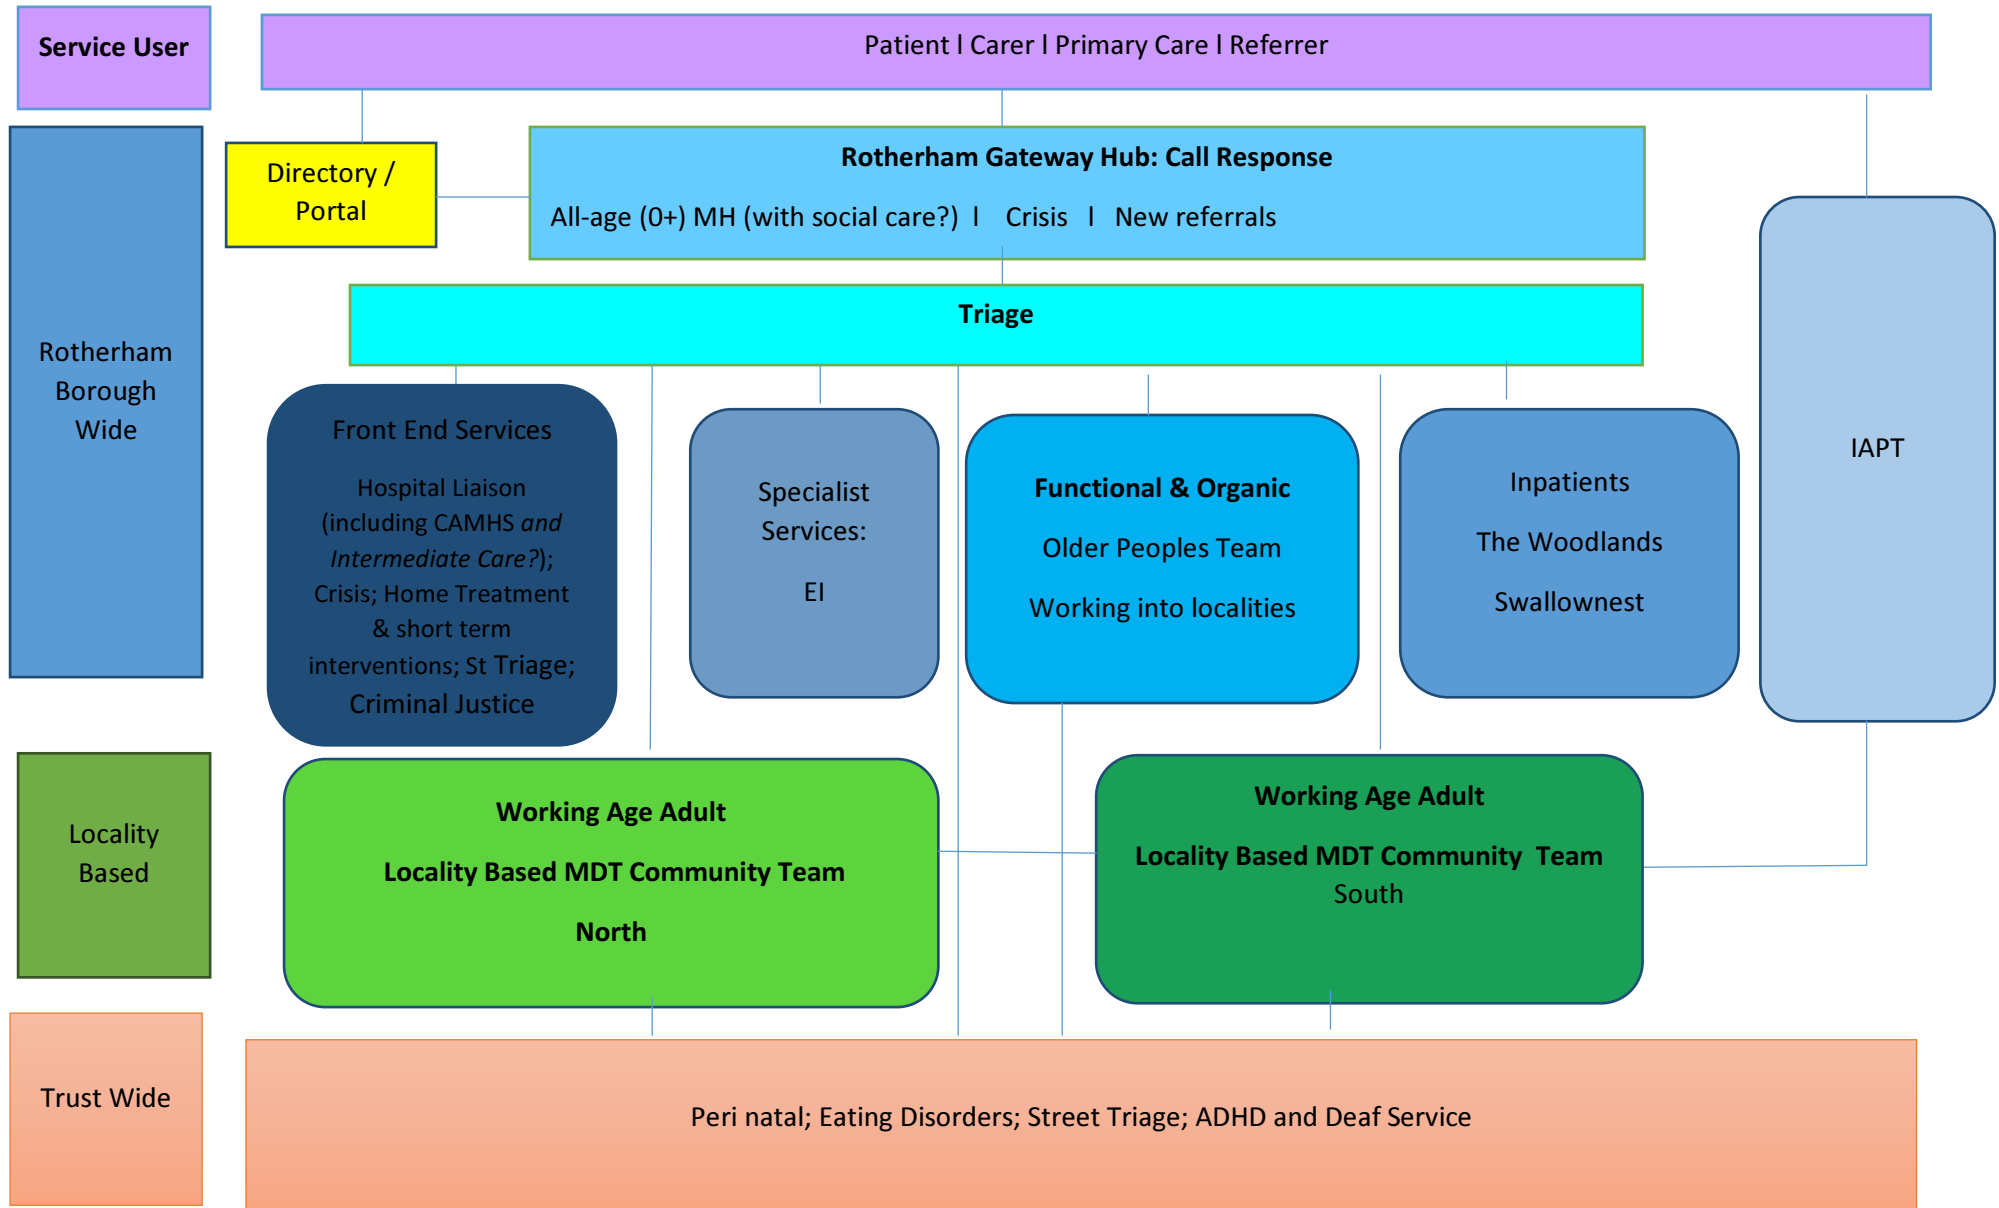 Service User
Patient l Carer l Primary Care l Referrer
Rotherham
Borough
Wide
Directory /
Portal
Rotherham Gateway Hub: Call Response
All-age (0+) MH (with social care?) l Crisis l New referrals
Triage
Front End Services
Hospital Liaison
(including CAMHS and
Intermediate Care?);
Crisis; Home Treatment
& short term
interventions; St Triage;
Criminal Justice
Specialist
Services:
EI
Functional & Organic
Older Peoples Team
Working into localities
Inpatients
The Woodlands
Swallownest
IAPT
Locality
Based
Working Age Adult
Locality Based MDT Community Team
North
Working Age Adult
Locality Based MDT Community Team
South
Trust Wide
Peri natal; Eating Disorders; Street Triage; ADHD and Deaf Service